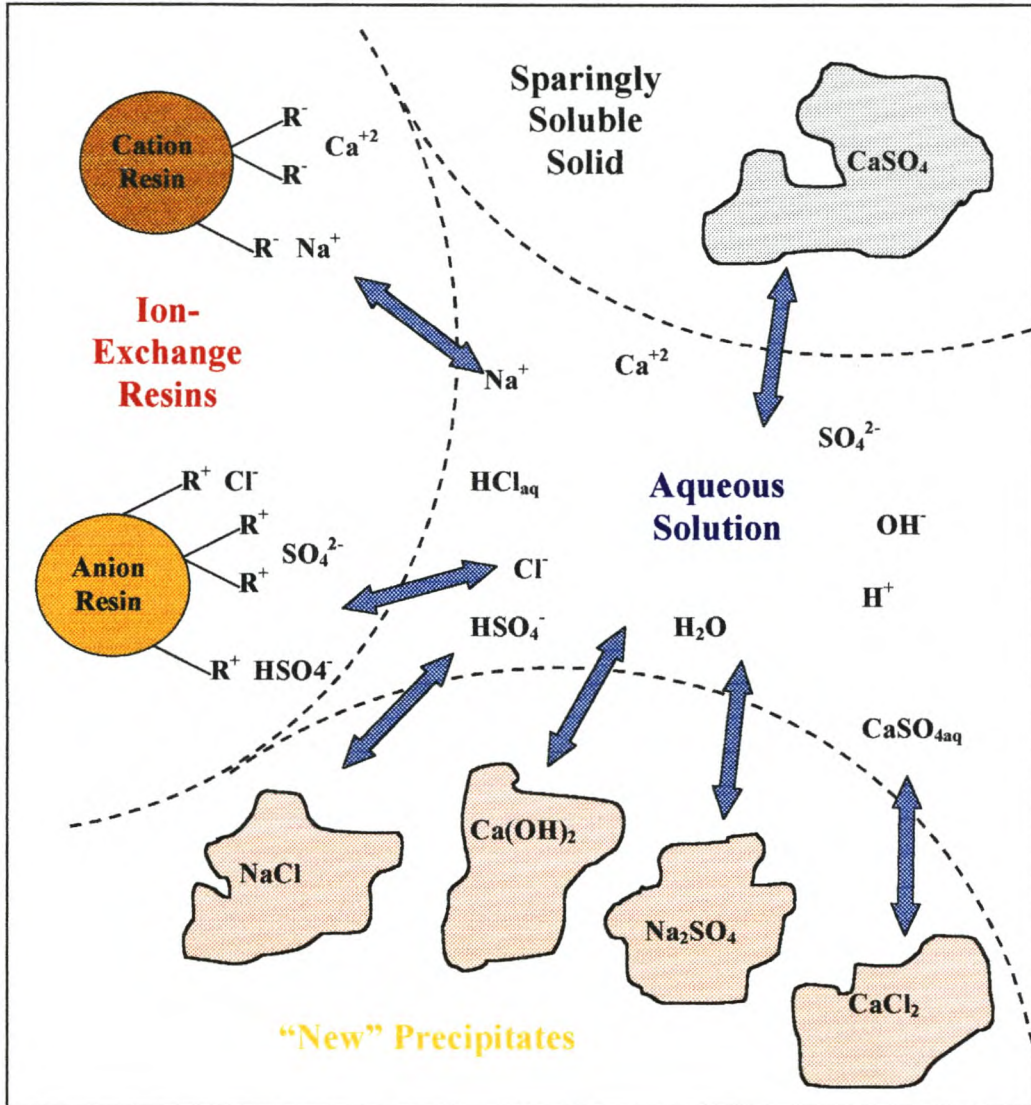 Cation
Resin
R⁻
R⁻
Ca⁺²
R⁻ Na⁺
Ion-
Exchange
Resins
Sparingly
Soluble
Solid
CaSO₄
Na⁺
Ca⁺²
SO₄²⁻
HCl_aq
Aqueous
Solution
OH⁻
H⁺
R⁺ Cl⁻
R⁺
SO₄²⁻
R⁺
Anion
Resin
R⁺ HSO4⁻
Cl⁻
HSO₄⁻
H₂O
CaSO₄aq
NaCl
Ca(OH)₂
Na₂SO₄
CaCl₂
“New” Precipitates